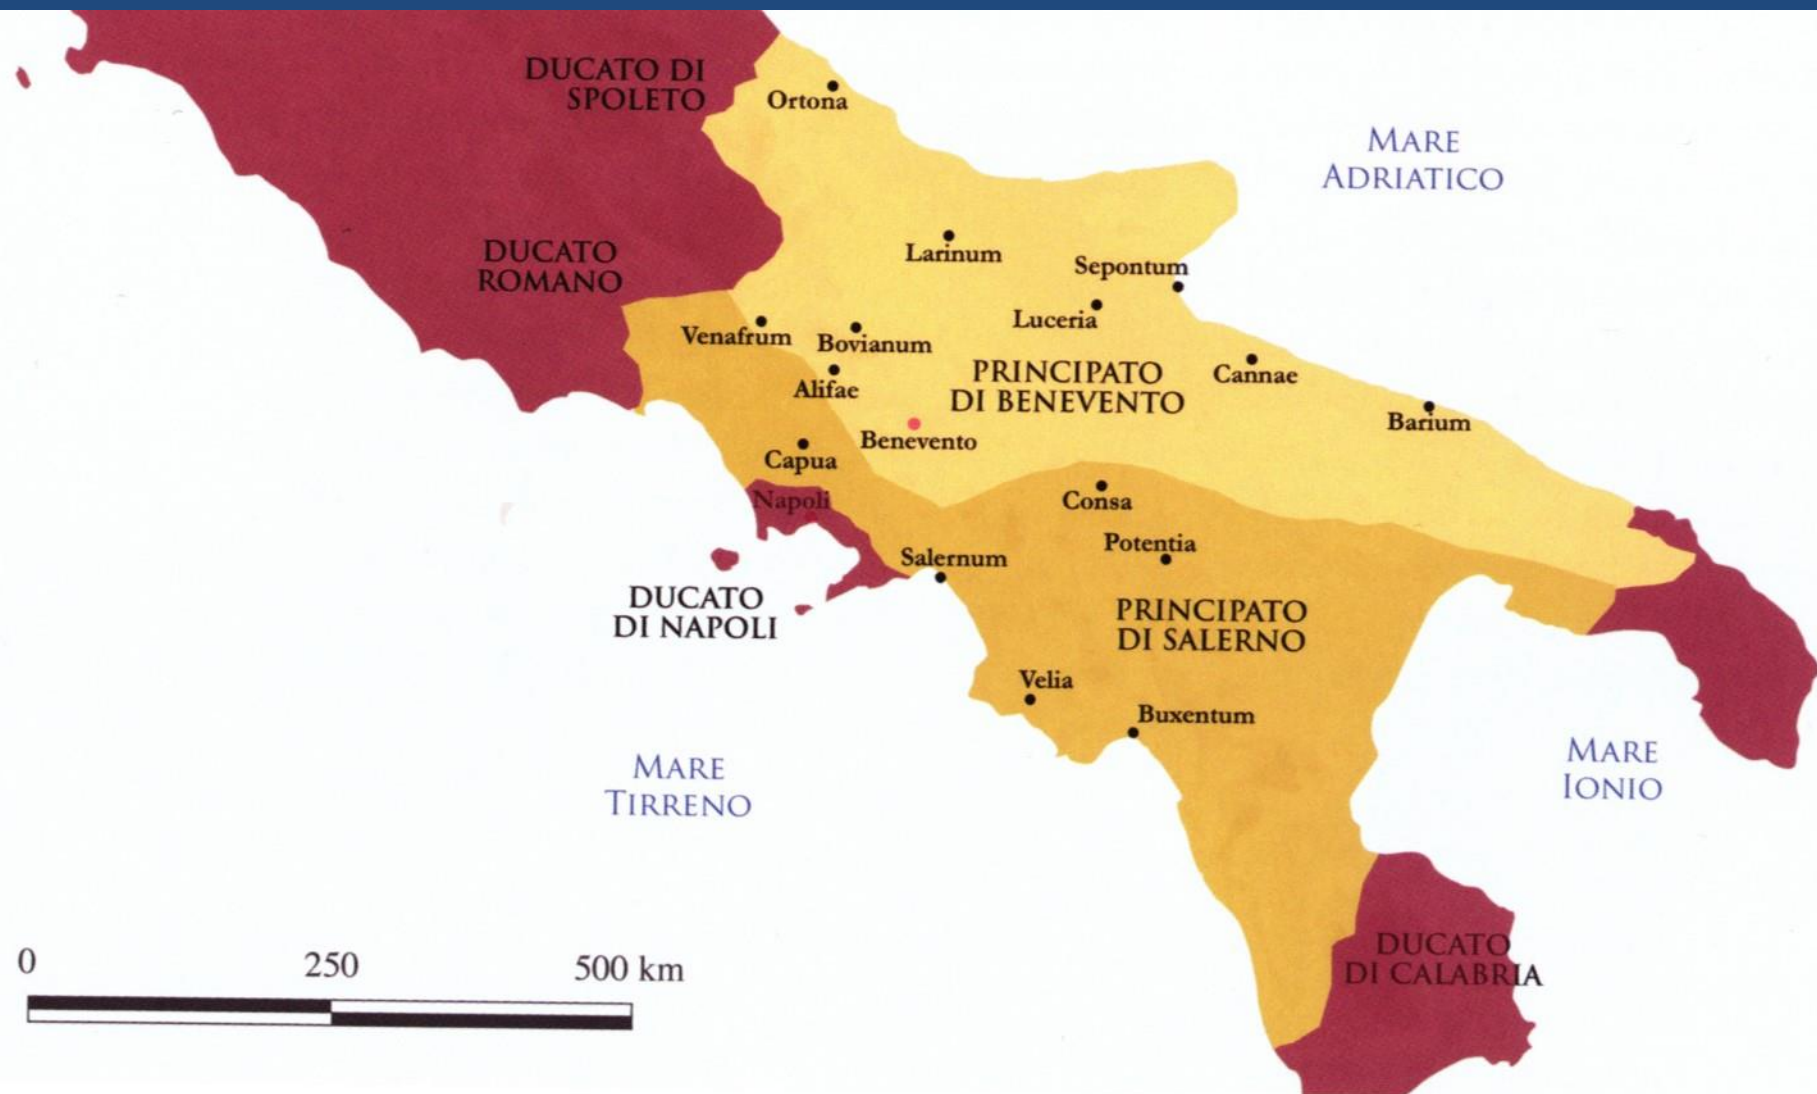 DUCATO DI
SPOLETO
Ortona
MARE
ADRIATICO
DUCATO
ROMANO
Larinum
Sepontum
Luceria
Venafrum
Bovianum
PRINCIPATO
DI BENEVENTO
Cannae
Alifae
Barium
Benevento
Capua
Napoli
Consa
Potentia
Salernum
DUCATO
DI NAPOLI
PRINCIPATO
DI SALERNO
Velia
Buxentum
MARE
TIRRENO
MARE
IONIO
DUCATO
DI CALABRIA
0
250
500 km